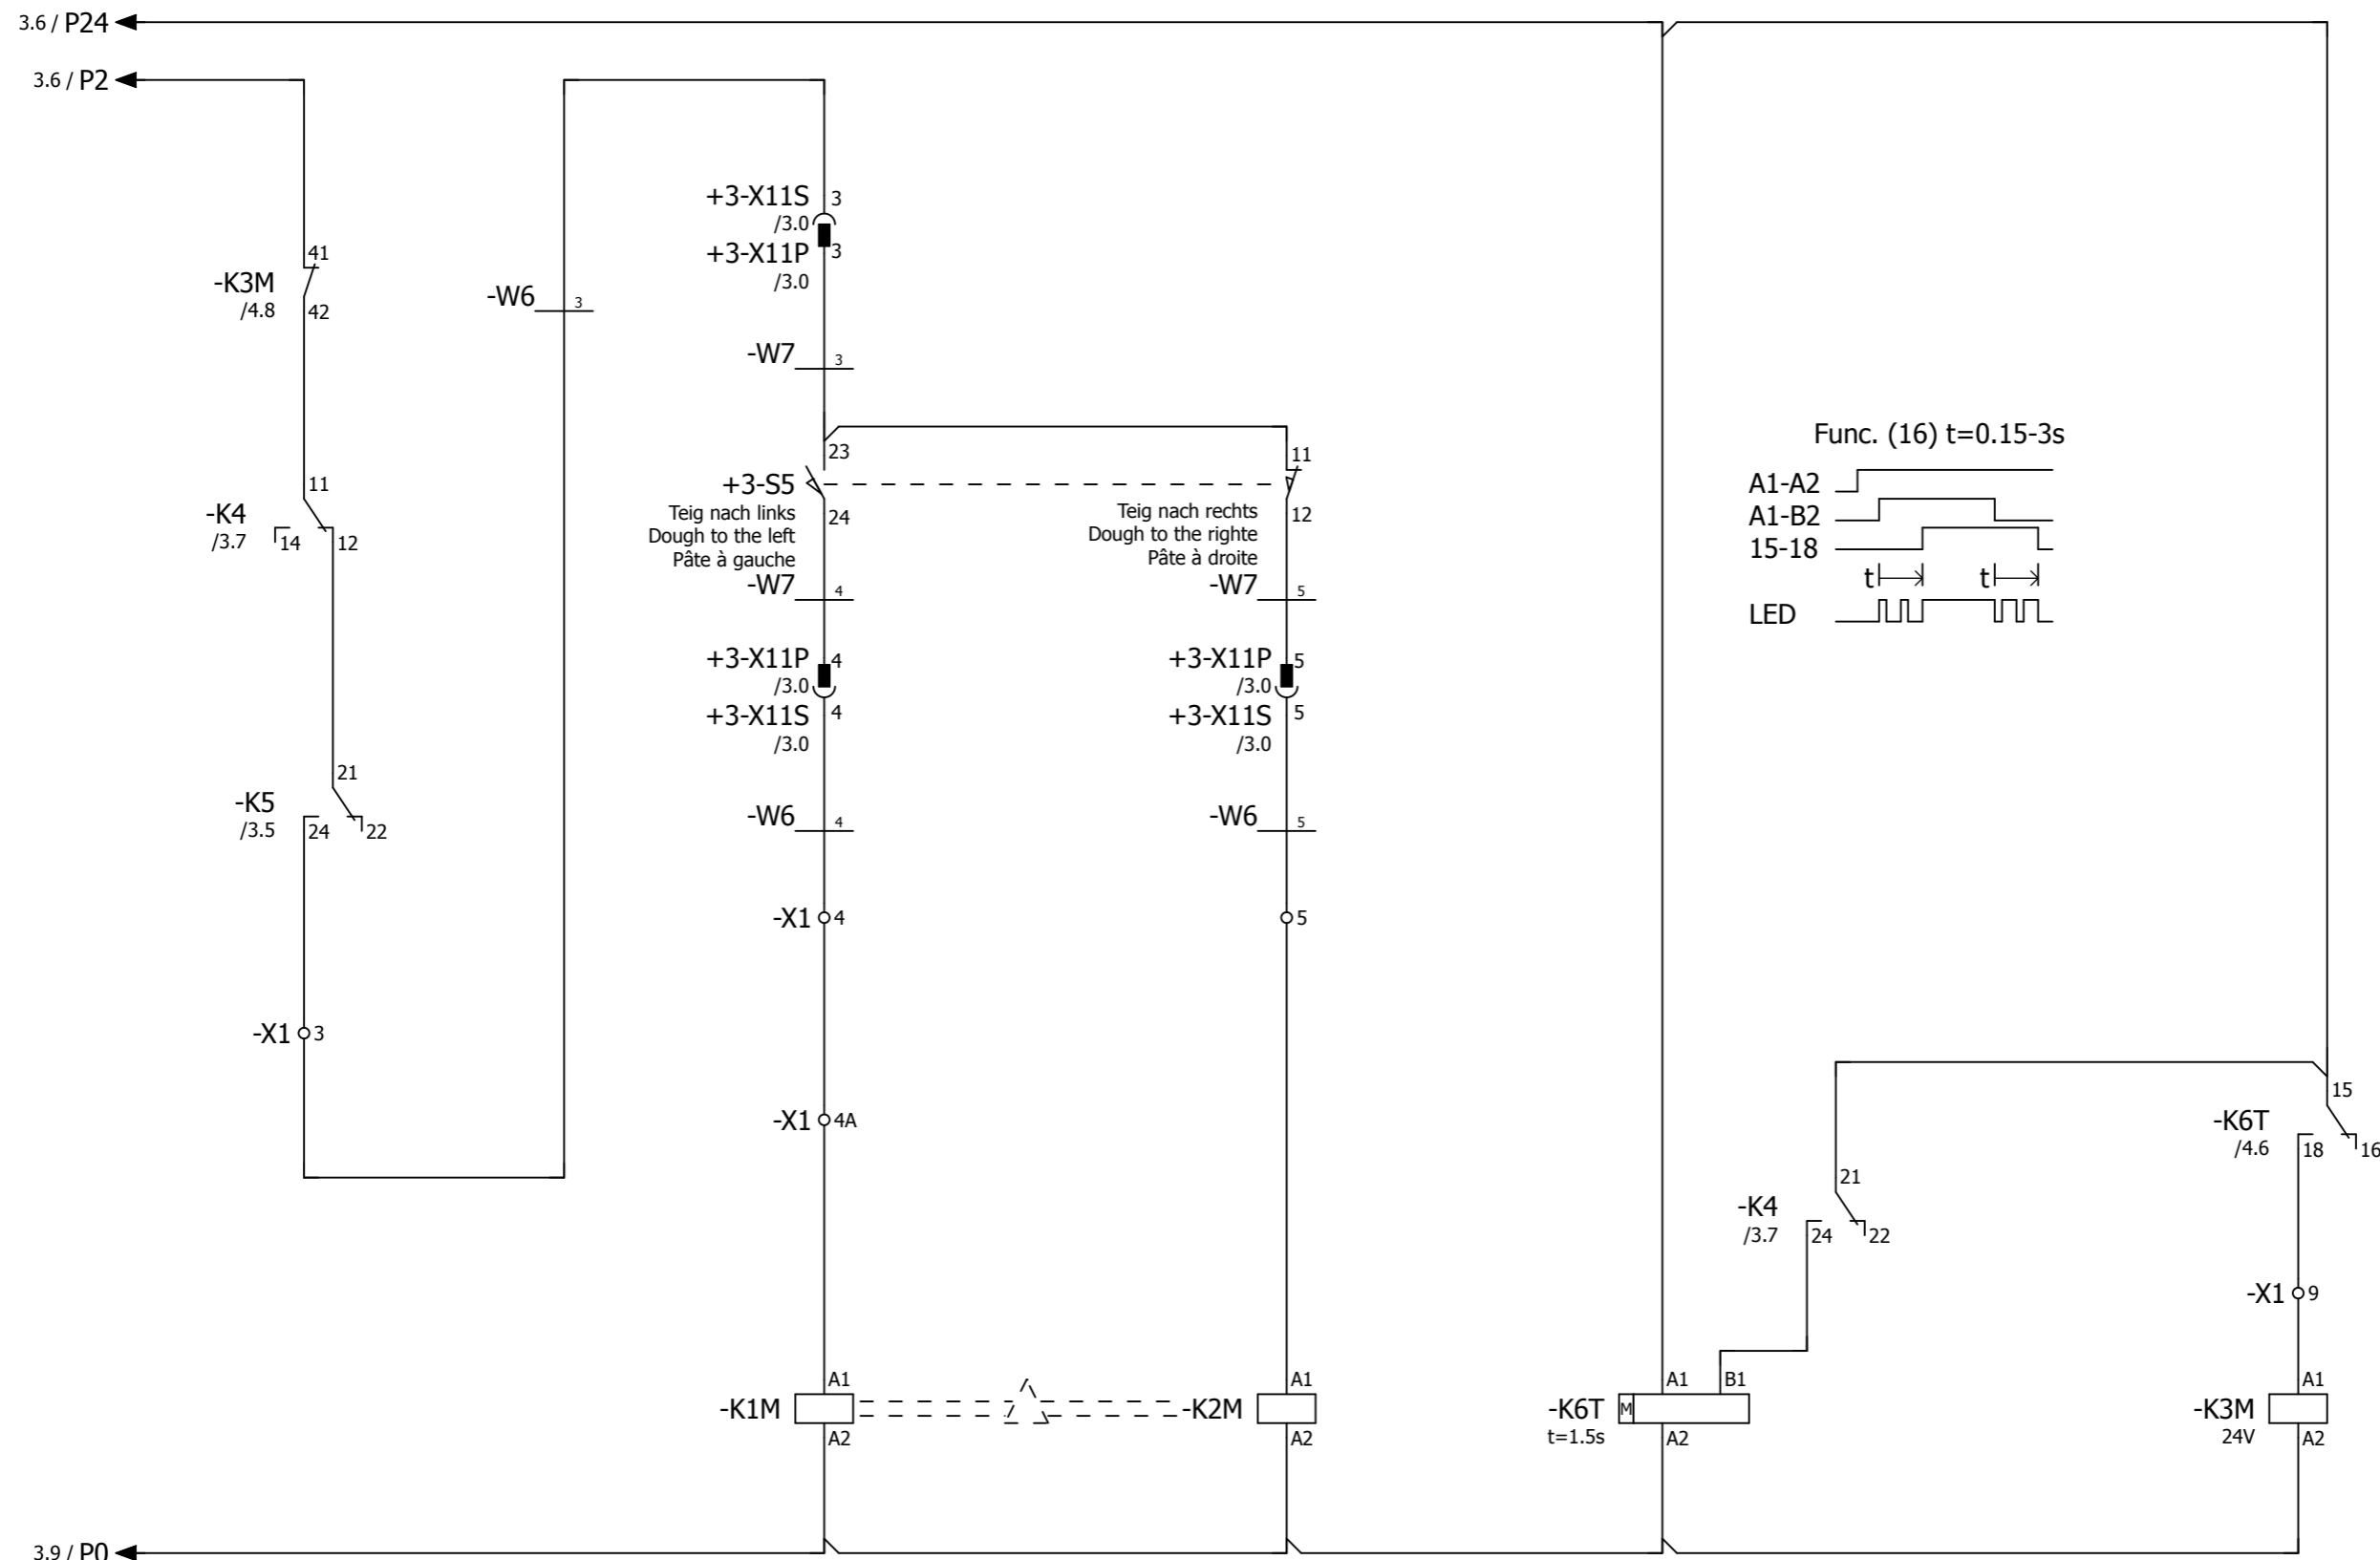 3.6 / P24
3.6 / P2
-K3M
/4.8
41
42
-K4
/3.7
11
14
12
-K5
/3.5
21
24
22
-X1
3
-W6
3
+3-X11S
/3.0
3
+3-X11P
/3.0
3
-W7
3
23
+3-S5
24
Teig nach links
Dough to the left
Pâte à gauche
-W7
4
+3-X11P
/3.0
4
+3-X11S
/3.0
4
-W6
4
-X1
4
-X1
4A
-K1M
A1
A2
11
12
Teig nach rechts
Dough to the righte
Pâte à droite
-W7
5
+3-X11P
/3.0
5
+3-X11S
/3.0
5
-W6
5
5
-K2M
A1
A2
-K6T
t=1.5s
M
A1
B1
A2
Func. (16) t=0.15-3s
A1-A2
A1-B2
15-18
t
t
LED
-K4
/3.7
21
24
22
-K6T
/4.6
15
18
16
-X1
9
-K3M
24V
A1
A2
3.9 / P0